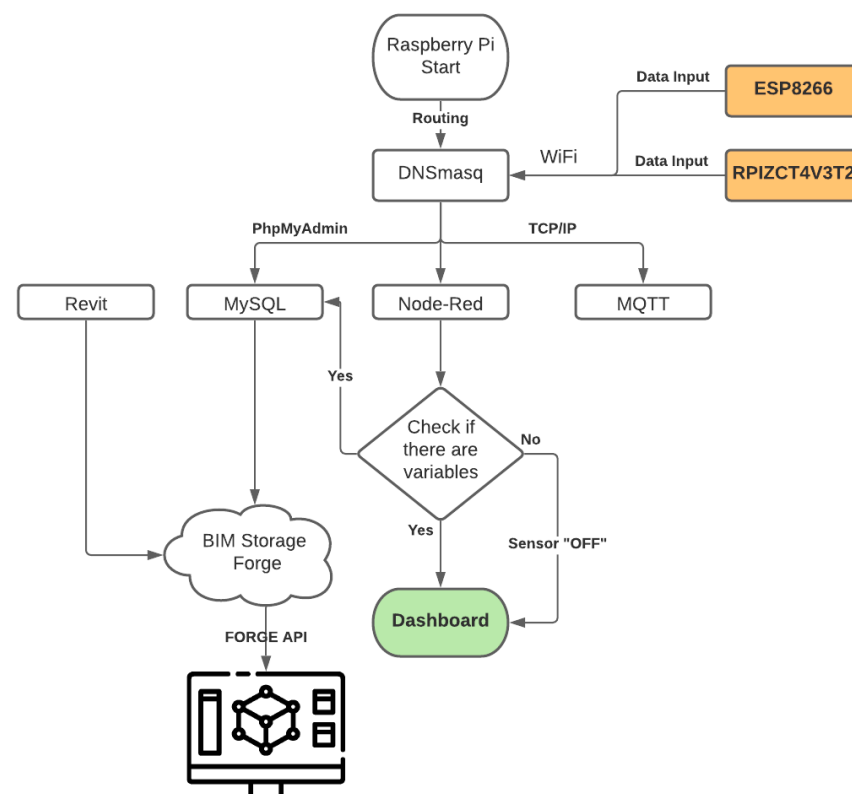 Raspberry Pi
Start
Data Input
ESP8266
Routing
WiFi
Data Input
RPIZCT4V3T2
DNSmasq
PhpMyAdmin
TCP/IP
Revit
MySQL
Node-Red
MQTT
Yes
Check if
there are
variables
No
Yes
Sensor "OFF"
BIM Storage
Forge
Dashboard
FORGE API